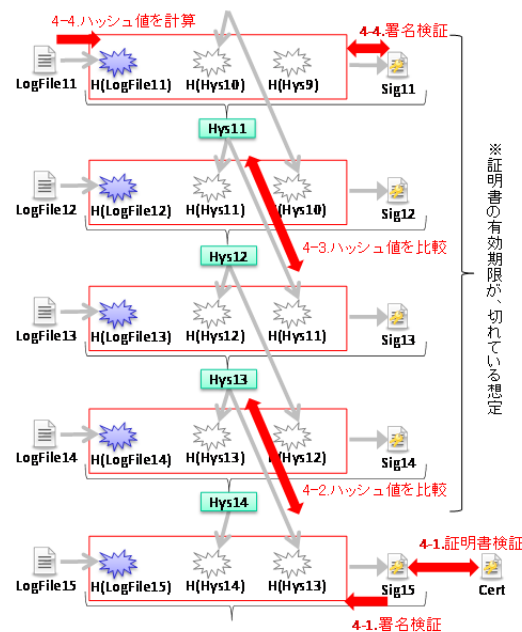 4-4.ハッシュ値を計算
4-4.署名検証
LogFile11 H(LogFile11) H(Hys10) H(Hys9) Sig11
Hys11
LogFile12 H(LogFile12) H(Hys11) H(Hys10) Sig12
4-3.ハッシュ値を比較
Hys12
LogFile13 H(LogFile13) H(Hys12) H(Hys11) Sig13
Hys13
LogFile14 H(LogFile14) H(Hys13) H(Hys12) Sig14
4-2.ハッシュ値を比較
Hys14
※証明書の有効期限が、切れている想定
4-1.証明書検証
LogFile15 H(LogFile15) H(Hys14) H(Hys13) Sig15 Cert
4-1.署名検証